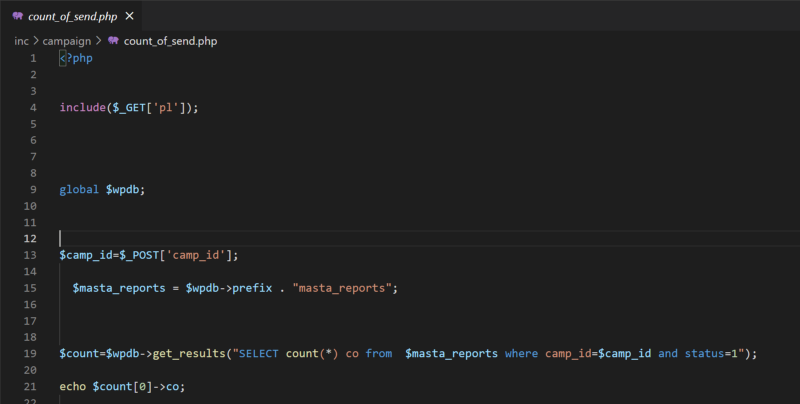 count_of_send.php ×
inc > campaign > count_of_send.php
1 <?php
2
3
4 include($_GET['pl']);
5
6
7
8
9 global $wpdb;
10
11
12
13 $camp_id=$_POST['camp_id'];
14
15 $masta_reports = $wpdb->prefix . "masta_reports";
16
17
18
19 $count=$wpdb->get_results("SELECT count(*) co from  $masta_reports where camp_id=$camp_id and status=1");
20
21 echo $count[0]->co;
22